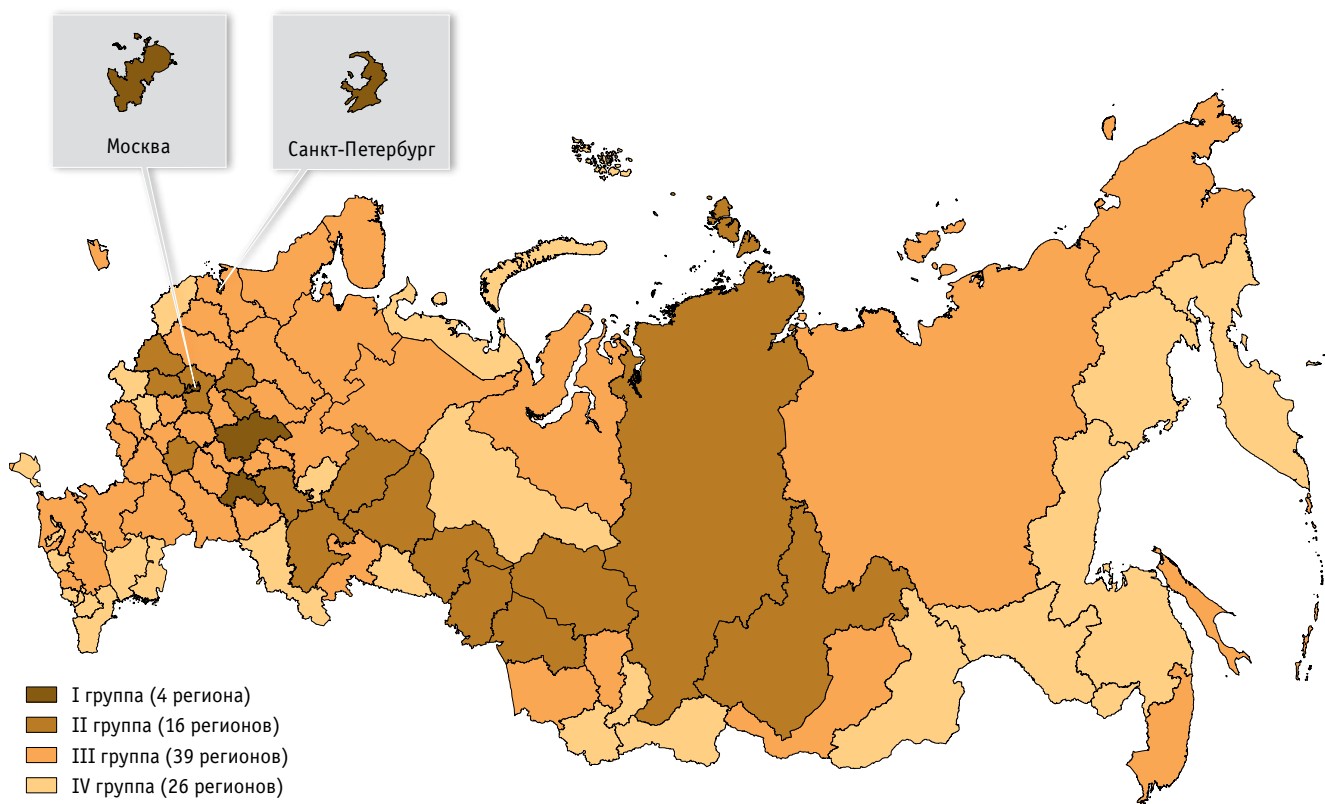 Москва
Санкт-Петербург
I группа (4 региона)
II группа (16 регионов)
III группа (39 регионов)
IV группа (26 регионов)